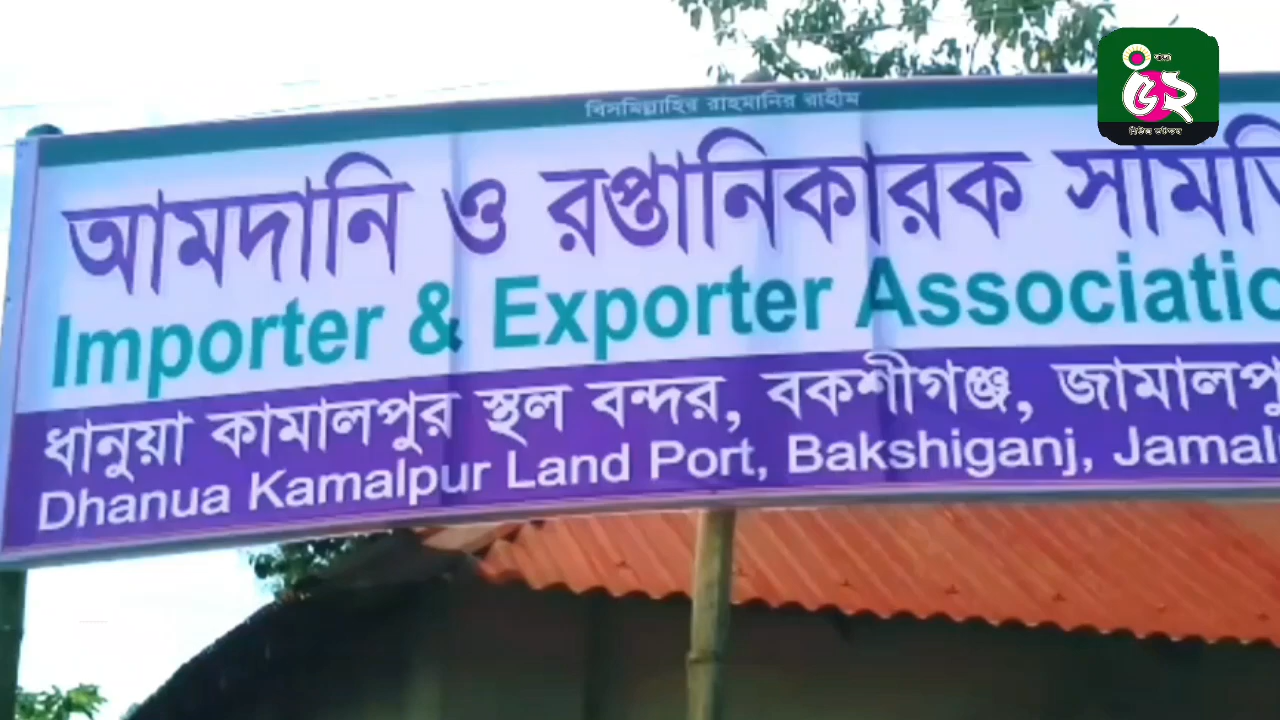 বিসমিল্লাহির রাহমানির রাহীম
আমদানি ও রপ্তানিকারক সমি
Importer & Exporter Associatio
ধানুয়া কামালপুর স্থল বন্দর, বকশীগঞ্জ, জামালপু
Dhanua Kamalpur Land Port, Bakshiganj, Jamal
৫২